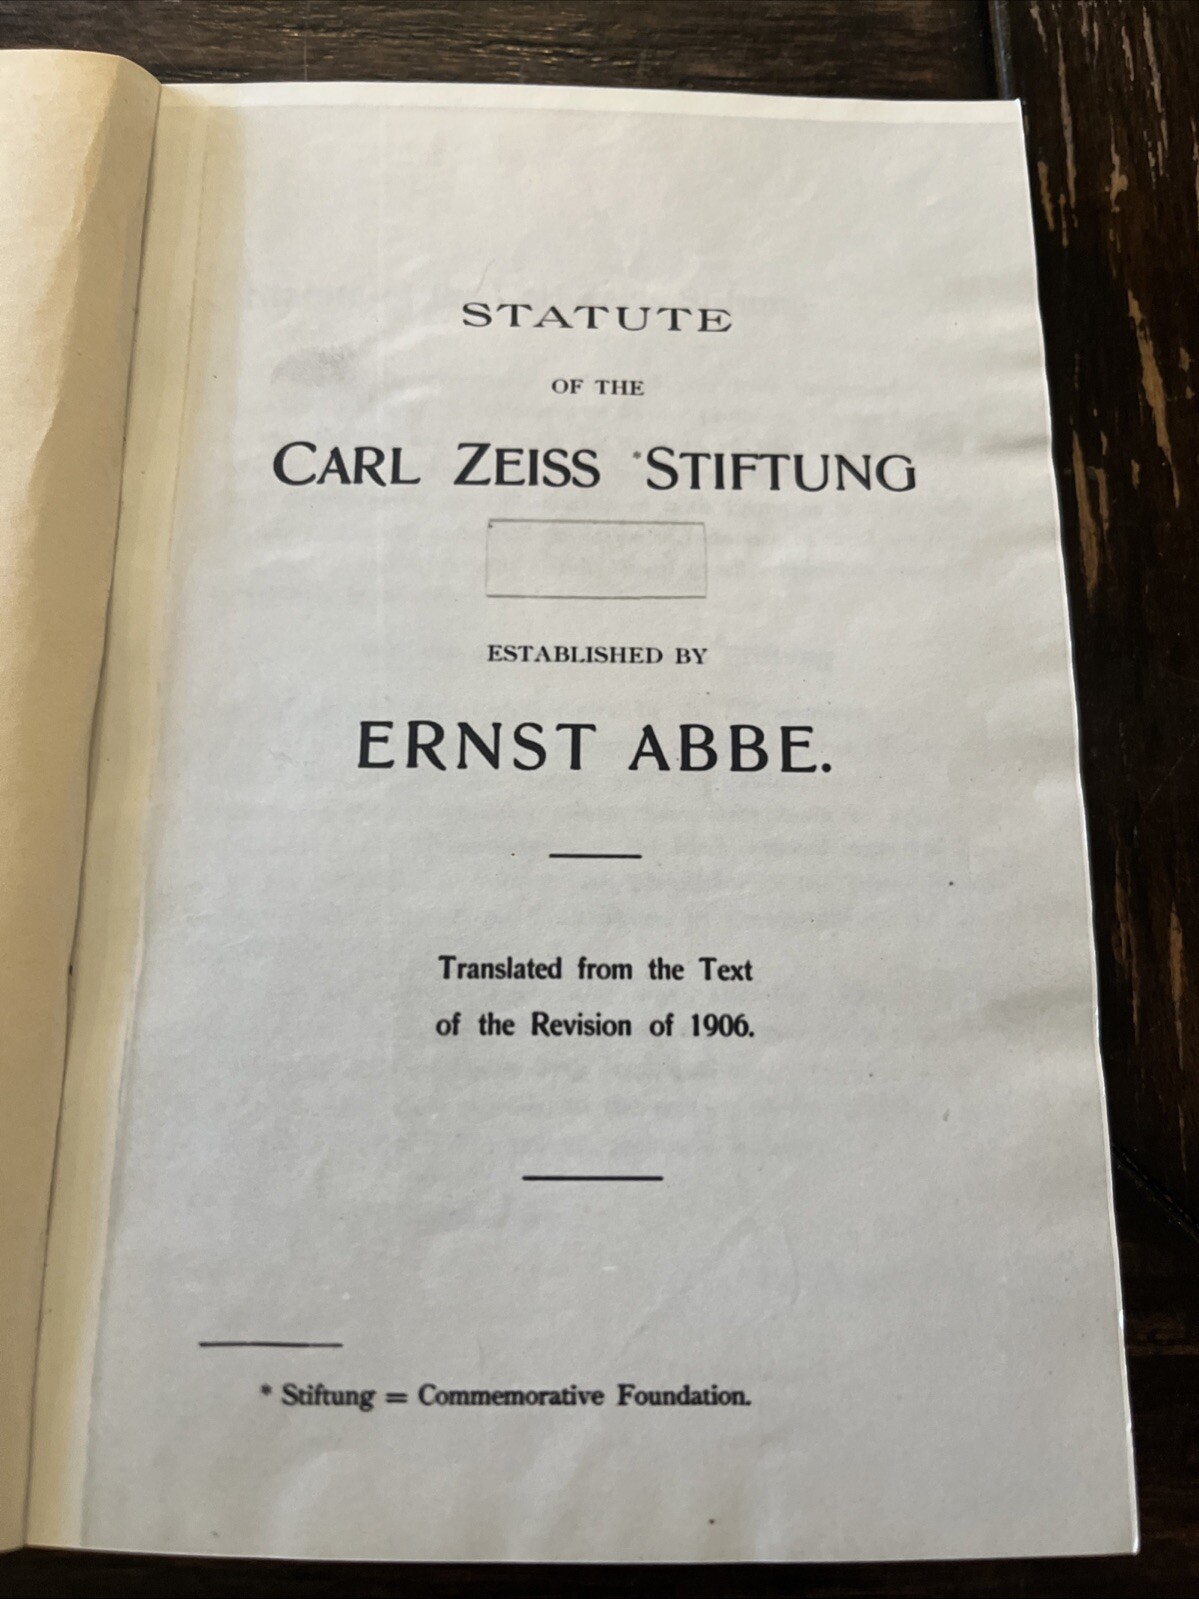 STATUTE
OF THE
CARL ZEISS *STIFTUNG
ESTABLISHED BY
ERNST ABBE.
Translated from the Text
of the Revision of 1906.
* Stiftung = Commemorative Foundation.